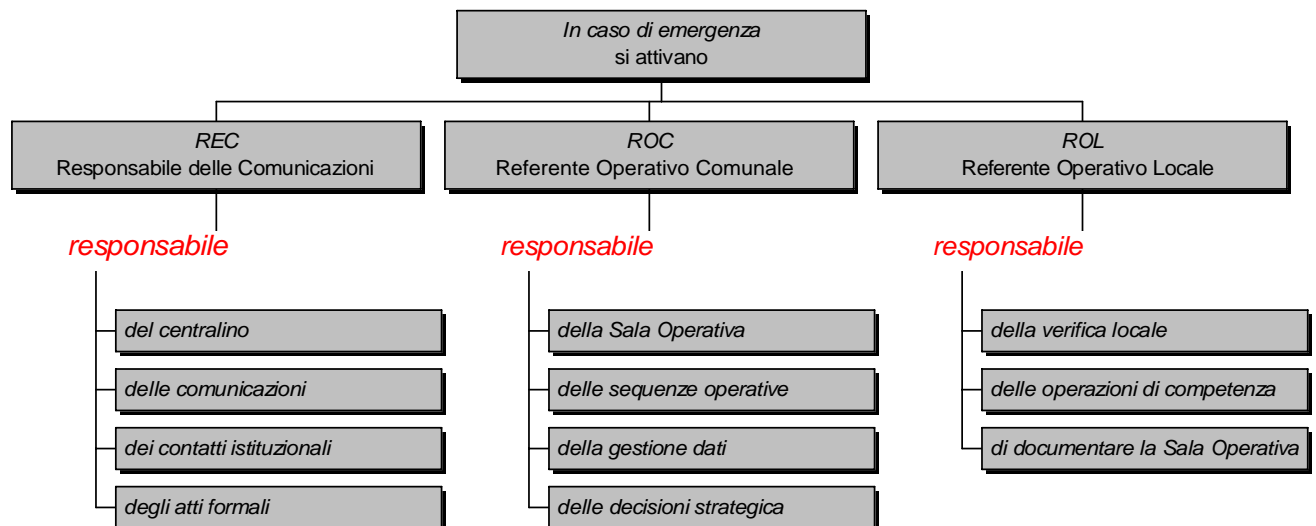 In caso di emergenza
si attivano
REC
Responsabile delle Comunicazioni
responsabile
del centralino
delle comunicazioni
dei contatti istituzionali
degli atti formali
ROC
Referente Operativo Comunale
responsabile
della Sala Operativa
delle sequenze operative
della gestione dati
delle decisioni strategica
ROL
Referente Operativo Locale
responsabile
della verifica locale
delle operazioni di competenza
di documentare la Sala Operativa